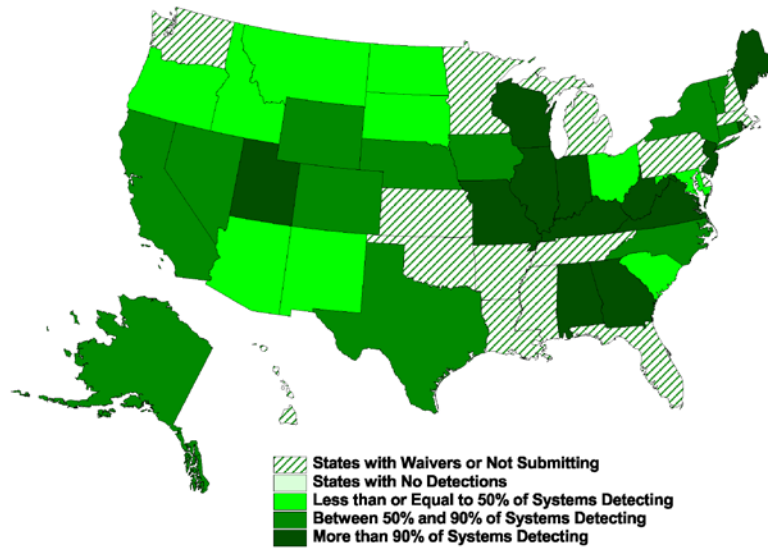 States with Waivers or Not Submitting
States with No Detections
Less than or Equal to 50% of Systems Detecting
Between 50% and 90% of Systems Detecting
More than 90% of Systems Detecting